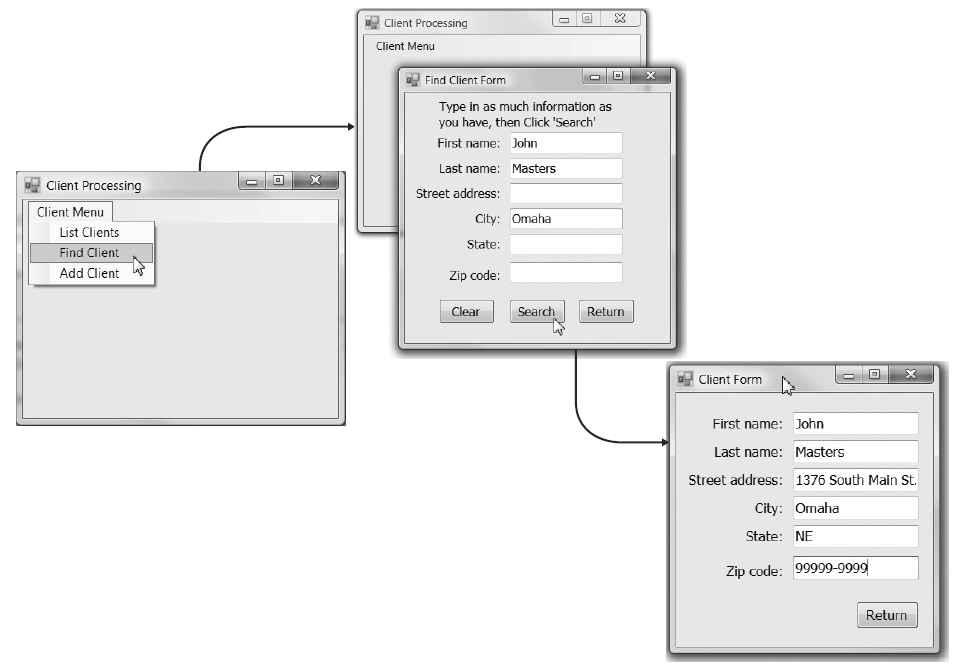 Client Processing
Client Menu
List Clients
Find Client
Add Client
Client Processing
Client Menu
Find Client Form
Type in as much information as
you have, then Click 'Search'
First name: John
Last name: Masters
Street address:
City: Omaha
State:
Zip code:
Clear Search Return
Client Form
First name: John
Last name: Masters
Street address: 1376 South Main St.
City: Omaha
State: NE
Zip code: 99999-9999
Return